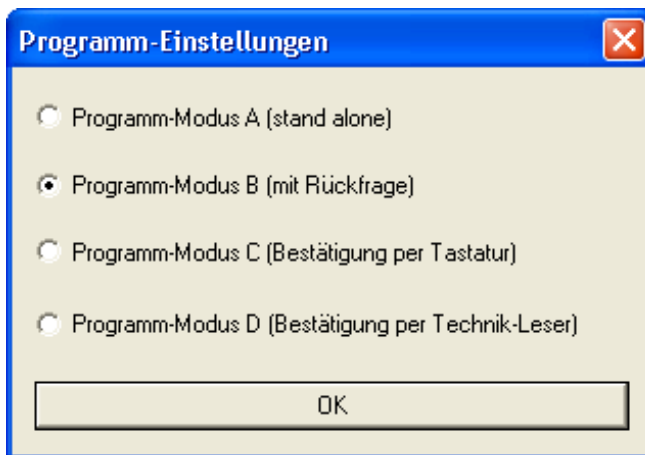 Programm-Einstellungen
Programm-Modus A (stand alone)
Programm-Modus B (mit Rückfrage)
Programm-Modus C (Bestätigung per Tastatur)
Programm-Modus D (Bestätigung per Technik-Leser)
OK